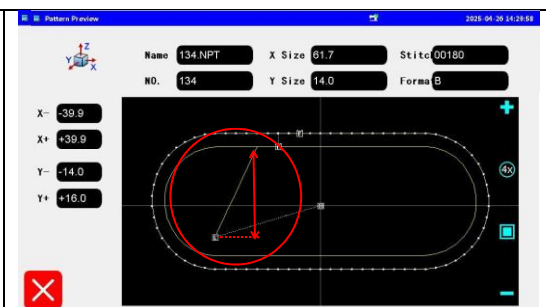 Pattern Preview 2025-04-26 14:29:58
Z
Y X
Name 134.NPT X Size 61.7 Stitc 00180
NO. 134 Y Size 14.0 Forma B
X- -39.9
X+ +39.9
Y- -14.0
Y+ +16.0
4x